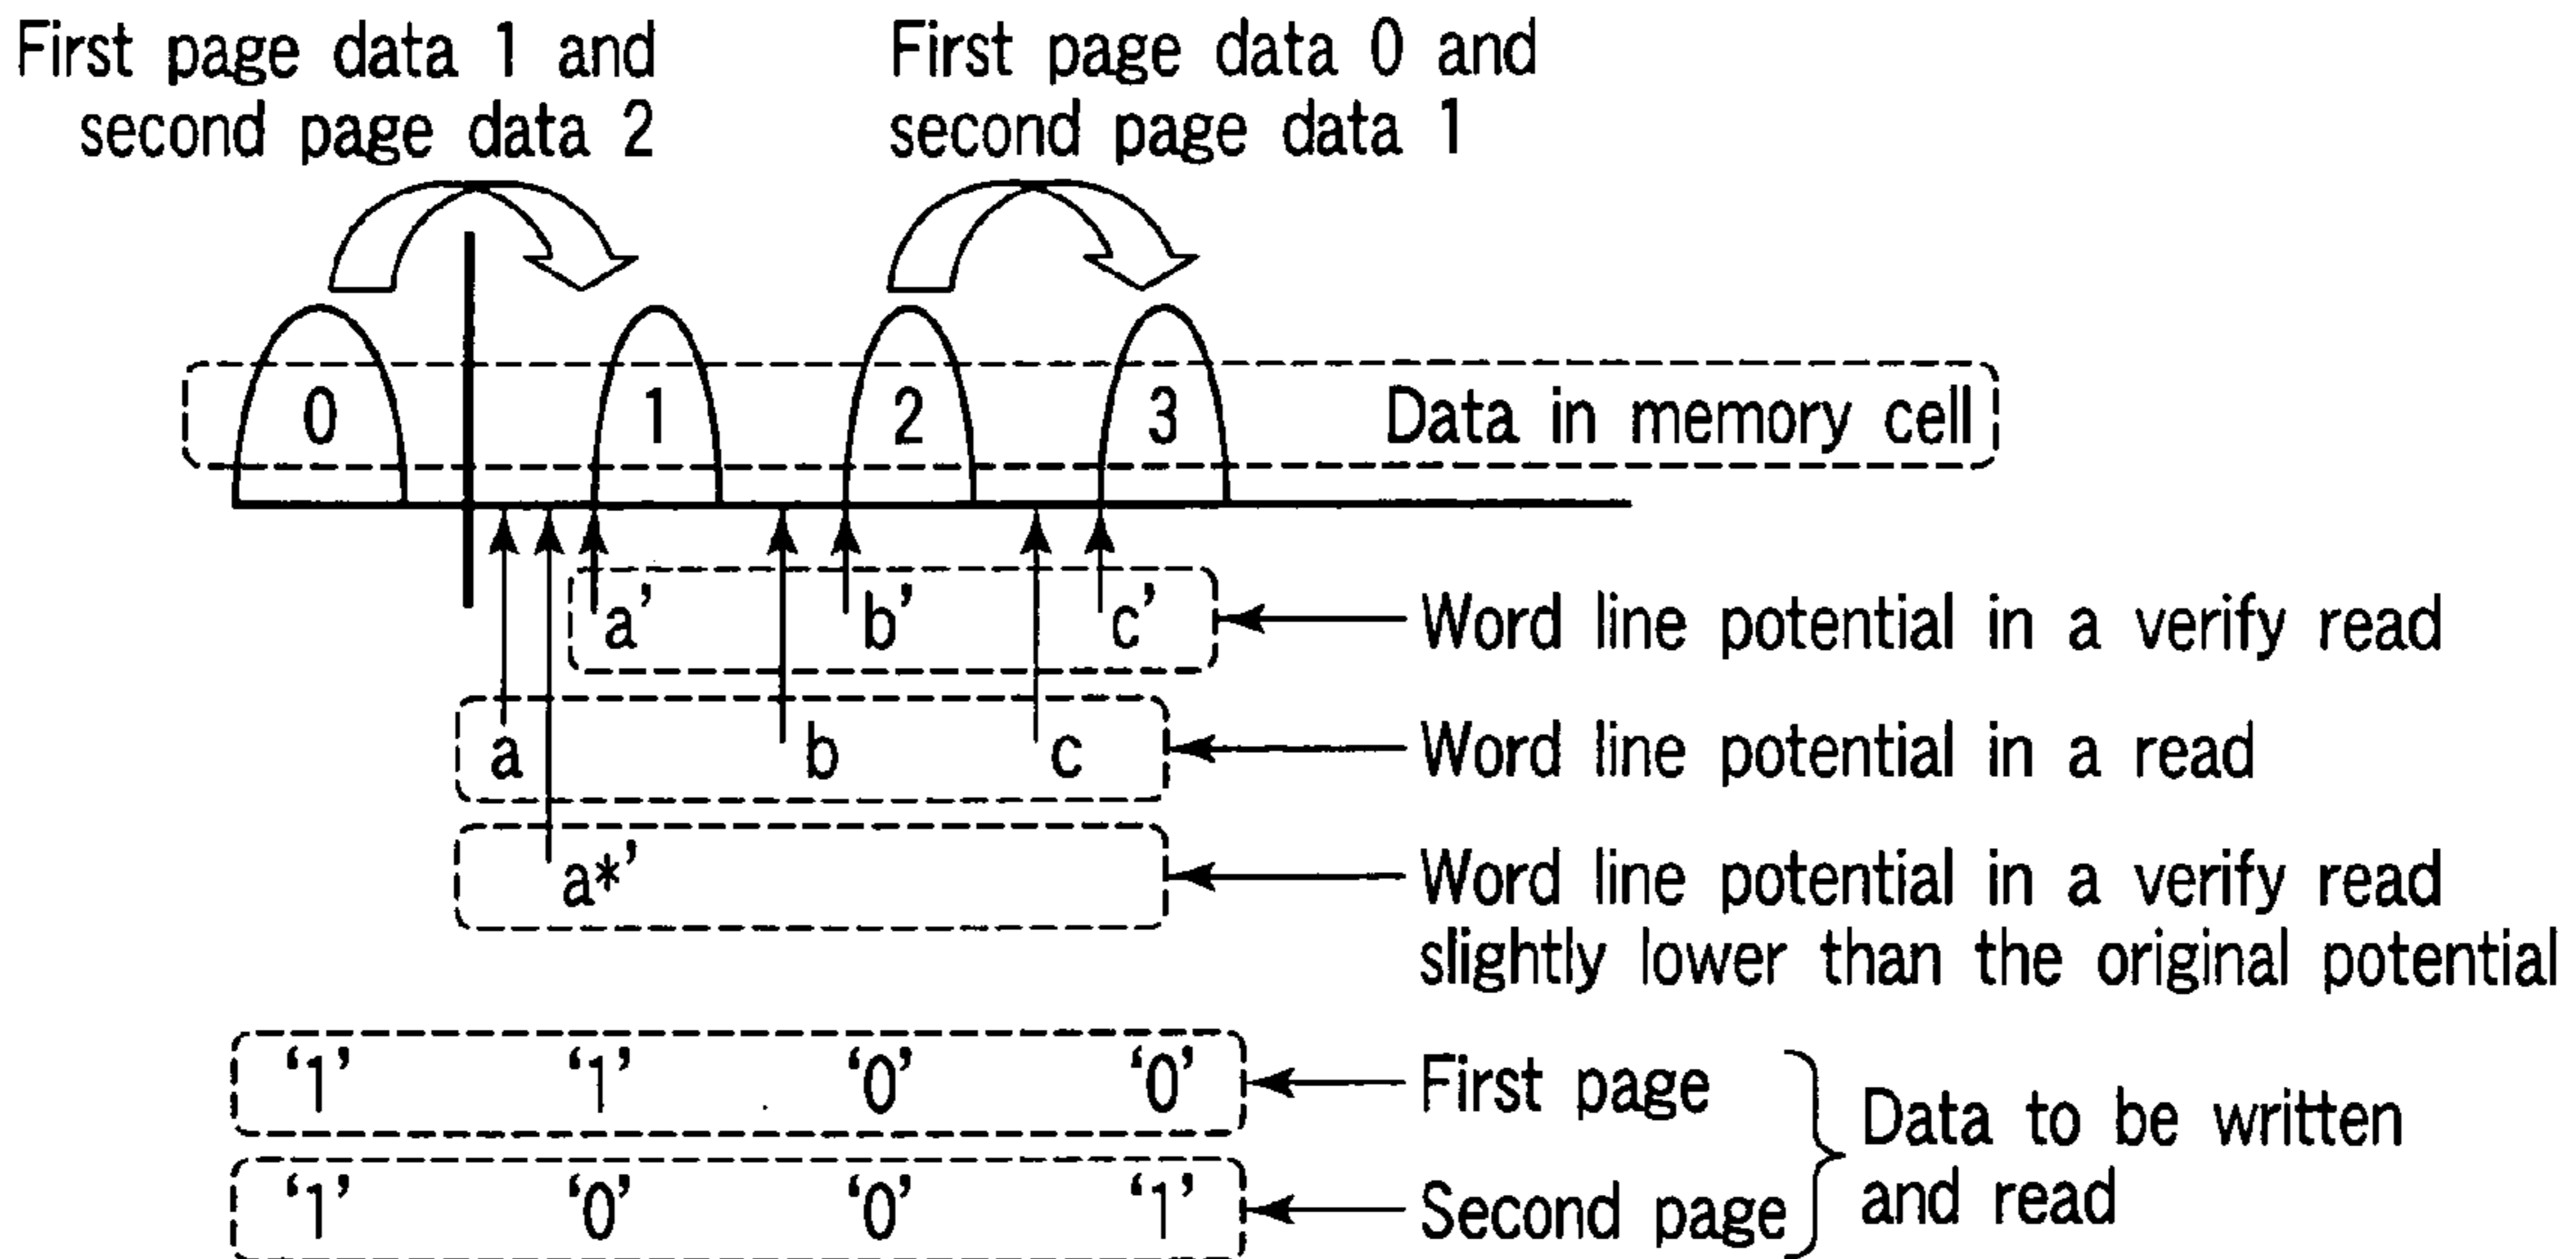 First page data 1 and
second page data 2
First page data 0 and
second page data 1
0 1 2 3 Data in memory cell
a' b' c' Word line potential in a verify read
a b c Word line potential in a read
a*' Word line potential in a verify read
slightly lower than the original potential
‘1’ ‘1’ ‘0’ ‘0’ First page
‘1’ ‘0’ ‘0’ ‘1’ Second page
Data to be written
and read